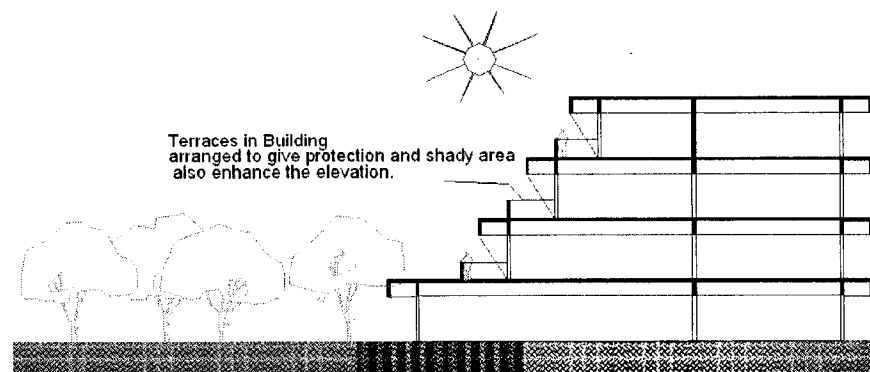 Terraces in Building
arranged to give protection and shady area
also enhance the elevation.